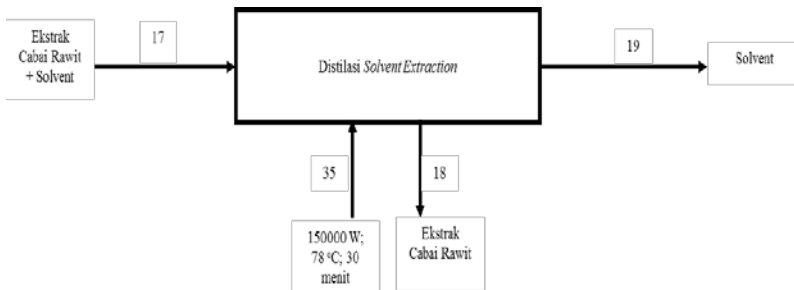 Ekstrak
Cabai Rawit
+ Solvent
17
Distilasi Solvent Extraction
19
Solvent
35
18
150000 W;
78 °C; 30
menit
Ekstrak
Cabai Rawit